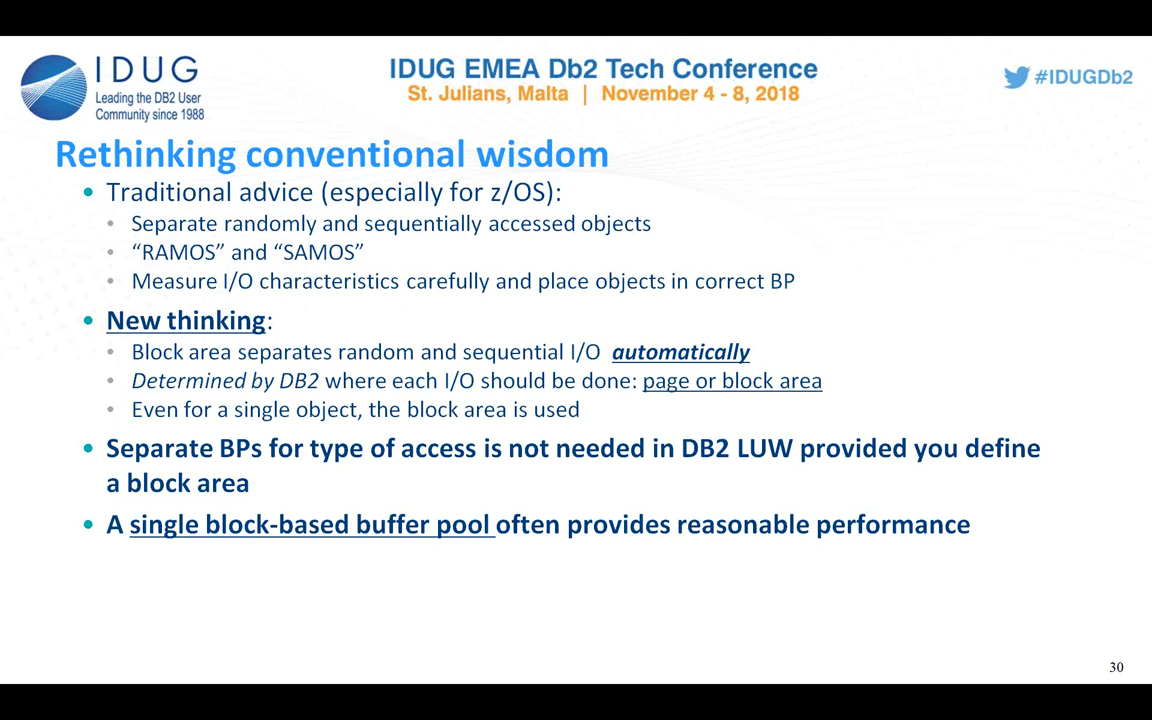 IDUG
Leading the DB2 User
Community since 1988
IDUG EMEA Db2 Tech Conference
St. Julians, Malta | November 4 - 8, 2018
#IDUGDb2
Rethinking conventional wisdom
• Traditional advice (especially for z/OS):
• Separate randomly and sequentially accessed objects
• “RAMOS” and “SAMOS”
• Measure I/O characteristics carefully and place objects in correct BP
• New thinking:
• Block area separates random and sequential I/O automatically
• Determined by DB2 where each I/O should be done: page or block area
• Even for a single object, the block area is used
• Separate BPs for type of access is not needed in DB2 LUW provided you define
a block area
• A single block-based buffer pool often provides reasonable performance
30